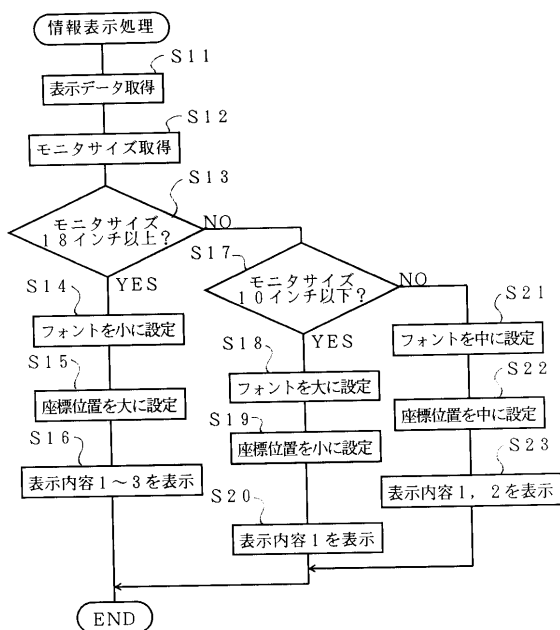 情報表示処理
S11
表示データ取得
S12
モニタサイズ取得
S13
モニタサイズ
18インチ以上?
NO
YES
S14
フォントを小に設定
S15
座標位置を大に設定
S16
表示内容1～3を表示
S17
モニタサイズ
10インチ以下?
NO
YES
S18
フォントを大に設定
S19
座標位置を小に設定
S20
表示内容1を表示
S21
フォントを中に設定
S22
座標位置を中に設定
S23
表示内容1,2を表示
END